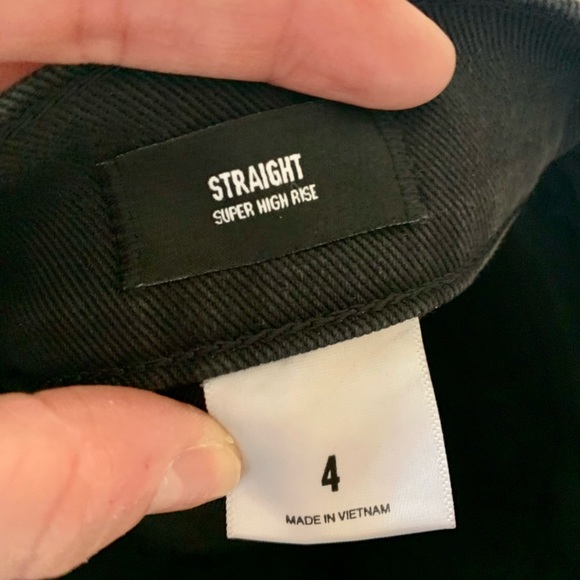 STRAIGHT
SUPER HIGH RISE
4
MADE IN VIETNAM